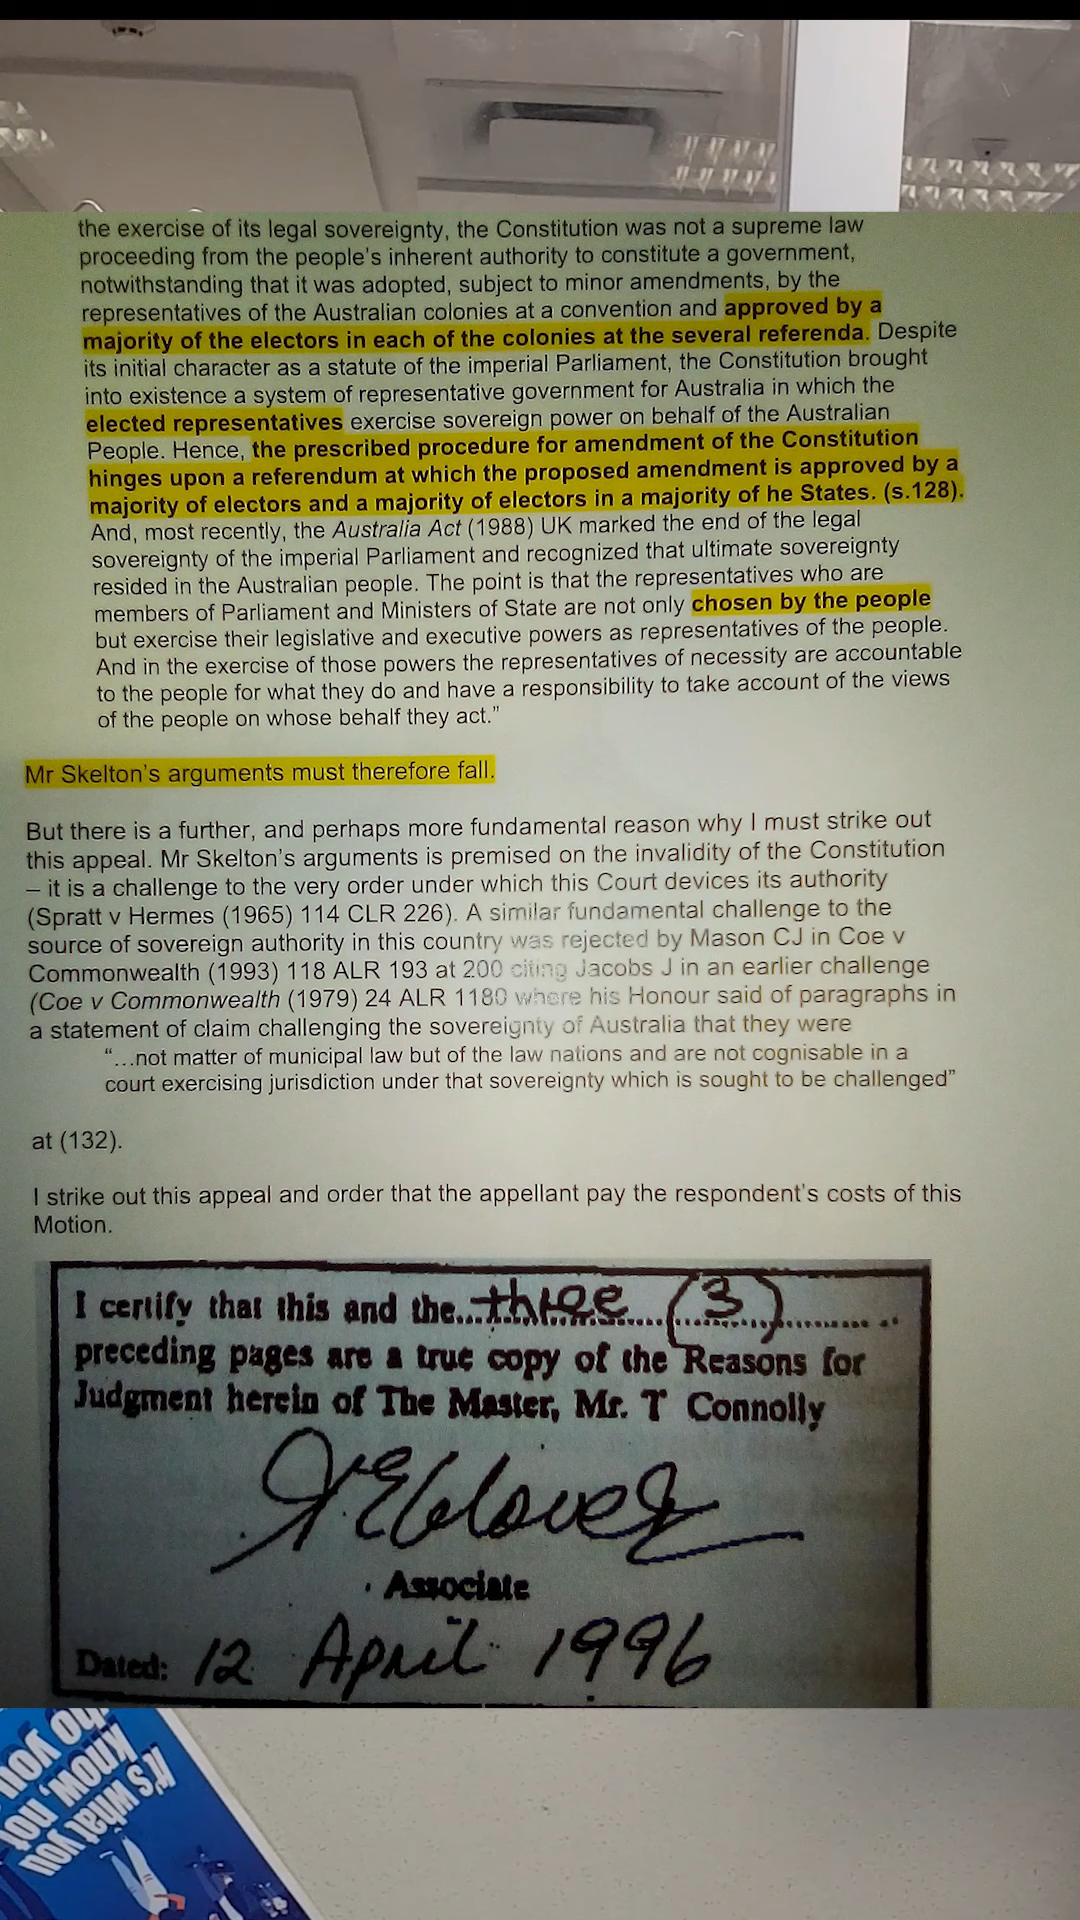 the exercise of its legal sovereignty, the Constitution was not a supreme law
proceeding from the people's inherent authority to constitute a government,
notwithstanding that it was adopted, subject to minor amendments, by the
representatives of the Australian colonies at a convention and approved by a
majority of the electors in each of the colonies at the several referenda. Despite
its initial character as a statute of the imperial Parliament, the Constitution brought
into existence a system of representative government for Australia in which the
elected representatives exercise sovereign power on behalf of the Australian
People. Hence, the prescribed procedure for amendment of the Constitution
hinges upon a referendum at which the proposed amendment is approved by a
majority of electors and a majority of electors in a majority of he States. (s.128).
And, most recently, the Australia Act (1988) UK marked the end of the legal
sovereignty of the imperial Parliament and recognized that ultimate sovereignty
resided in the Australian people. The point is that the representatives who are
members of Parliament and Ministers of State are not only chosen by the people
but exercise their legislative and executive powers as representatives of the people.
And in the exercise of those powers the representatives of necessity are accountable
to the people for what they do and have a responsibility to take account of the views
of the people on whose behalf they act."
Mr Skelton's arguments must therefore fall.
But there is a further, and perhaps more fundamental reason why I must strike out
this appeal. Mr Skelton's arguments is premised on the invalidity of the Constitution
– it is a challenge to the very order under which this Court devices its authority
(Spratt v Hermes (1965) 114 CLR 226). A similar fundamental challenge to the
source of sovereign authority in this country was rejected by Mason CJ in Coe v
Commonwealth (1993) 118 ALR 193 at 200 citing Jacobs J in an earlier challenge
(Coe v Commonwealth (1979) 24 ALR 1180 where his Honour said of paragraphs in
a statement of claim challenging the sovereignty of Australia that they were
"…not matter of municipal law but of the law nations and are not cognisable in a
court exercising jurisdiction under that sovereignty which is sought to be challenged"
at (132).
I strike out this appeal and order that the appellant pay the respondent's costs of this
Motion.
I certify that this and the...three (3)...
preceding pages are a true copy of the Reasons for
Judgment herein of The Master, Mr. T Connolly
Associate
Dated: 12 April 1996
It's what you
know, not
who you